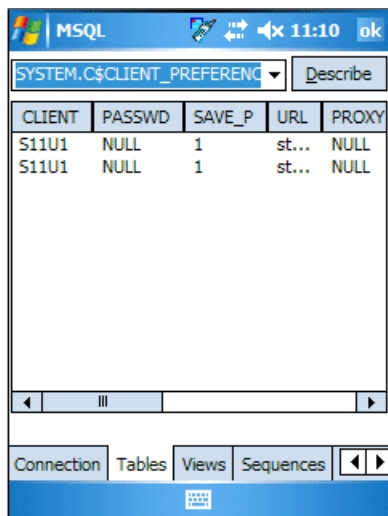 MSQL 11:10 ok
SYSTEM.C$CLIENT_PREFERENC Describe
CLIENT PASSWD SAVE_P URL PROXY
S11U1 NULL 1 st... NULL
S11U1 NULL 1 st... NULL
Connection Tables Views Sequences